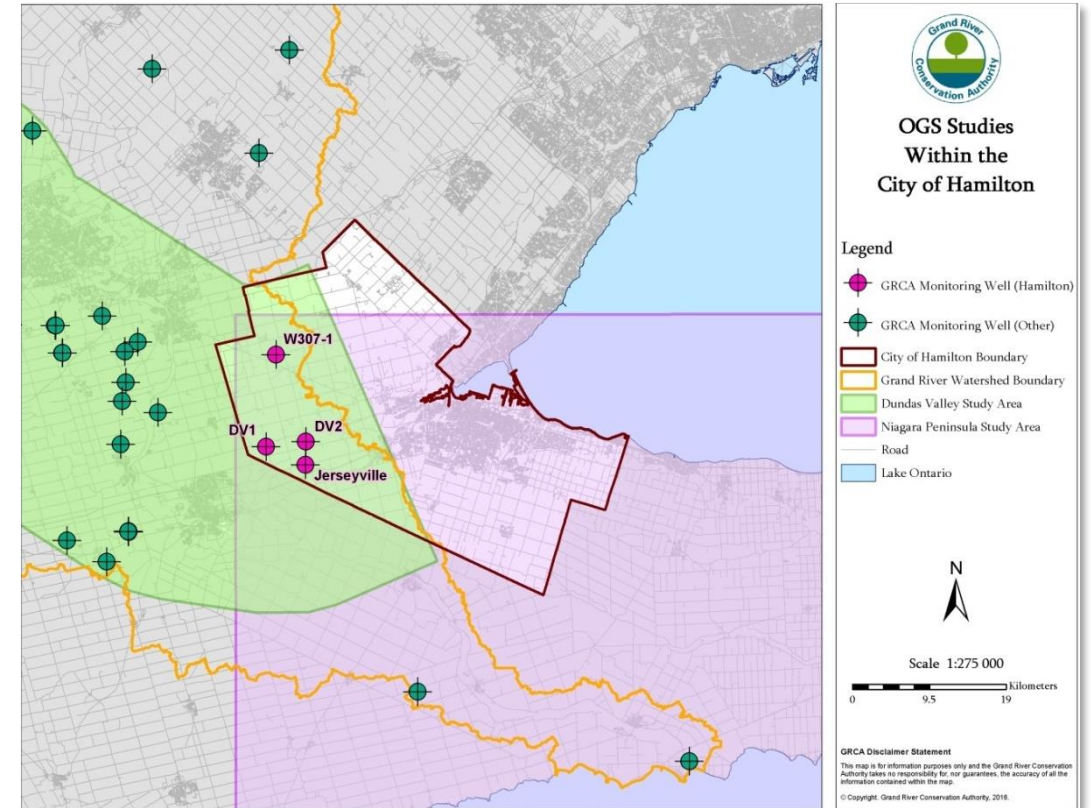 W307-1
DV1
DV2
Jerseyville
Grand River
Conservation Authority
OGS Studies
Within the
City of Hamilton
Legend
GRCA Monitoring Well (Hamilton)
GRCA Monitoring Well (Other)
City of Hamilton Boundary
Grand River Watershed Boundary
Dundas Valley Study Area
Niagara Peninsula Study Area
Road
Lake Ontario
N
Scale 1:275 000
Kilometers
0 9.5 19
GRCA Disclaimer Statement
This map is for information purposes only and the Grand River Conservation
Authority takes no responsibility for, nor guarantees, the accuracy of all the
information contained within the map.
© Copyright. Grand River Conservation Authority, 2016.